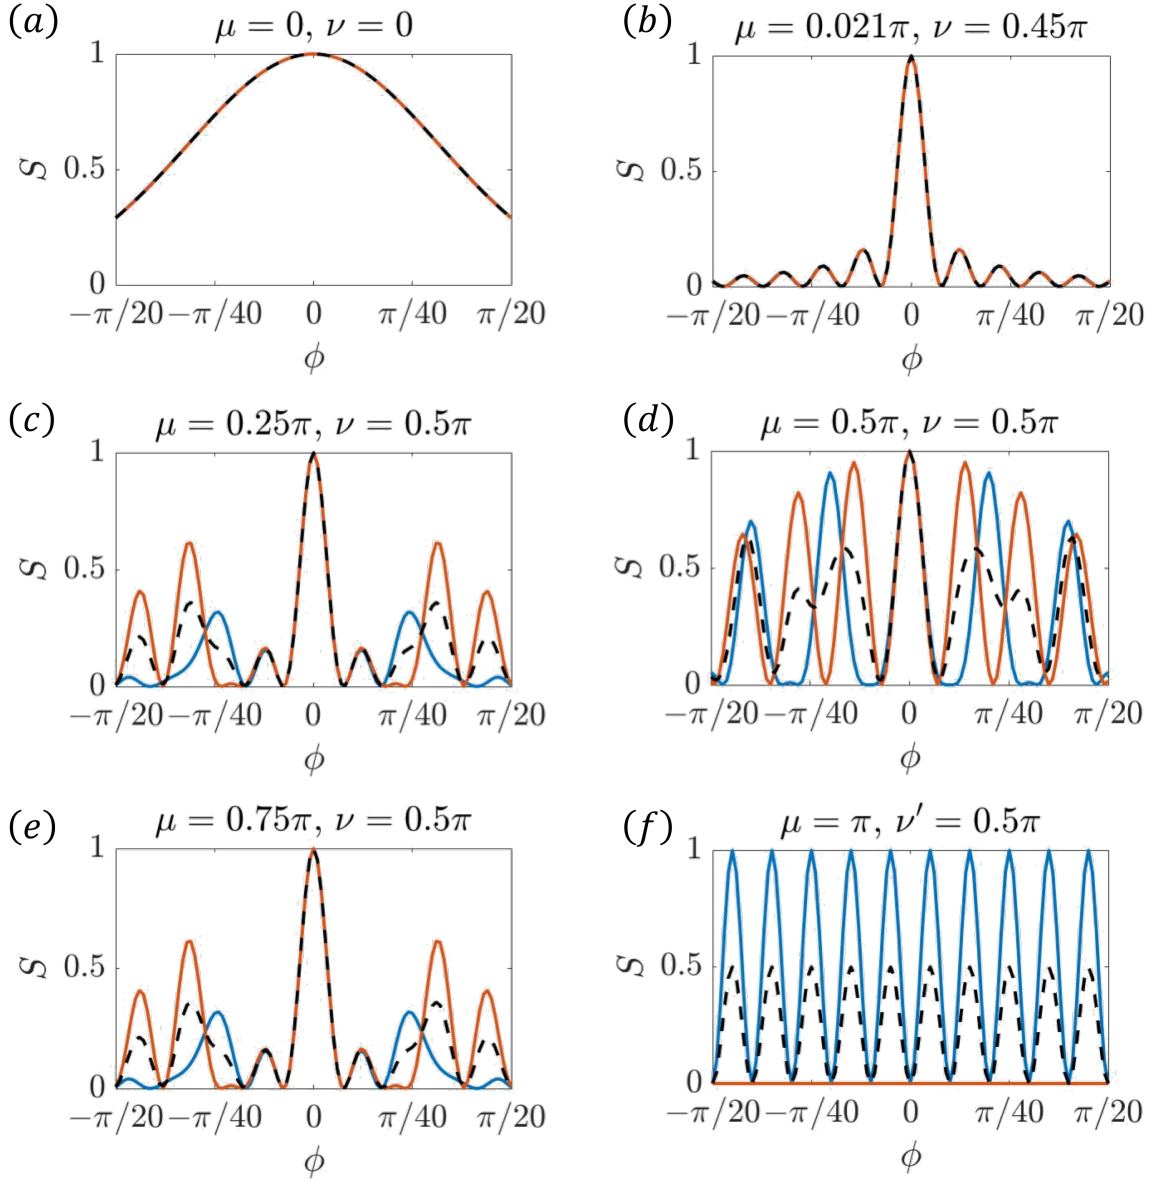 (a)
μ = 0, ν = 0
1
0.5
0
S
−π/20 −π/40 0 π/40 π/20
ϕ
(b)
μ = 0.021π, ν = 0.45π
1
0.5
0
S
−π/20 −π/40 0 π/40 π/20
ϕ
(c)
μ = 0.25π, ν = 0.5π
1
0.5
0
S
−π/20 −π/40 0 π/40 π/20
ϕ
(d)
μ = 0.5π, ν = 0.5π
1
0.5
0
S
−π/20 −π/40 0 π/40 π/20
ϕ
(e)
μ = 0.75π, ν = 0.5π
1
0.5
0
S
−π/20 −π/40 0 π/40 π/20
ϕ
(f)
μ = π, ν′ = 0.5π
1
0.5
0
S
−π/20 −π/40 0 π/40 π/20
ϕ